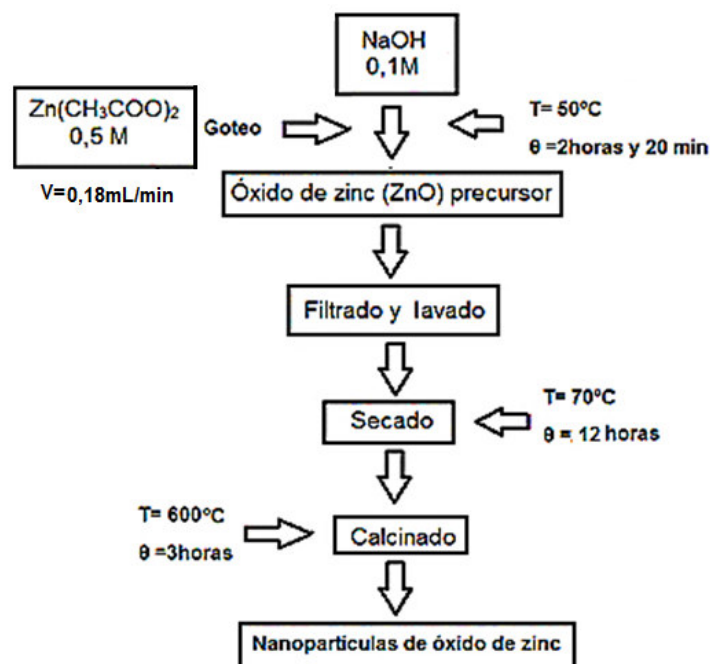 NaOH
0,1M
Zn(CH3COO)2
0,5 M
Goteo
T= 50ºC
θ =2horas y 20 min
V=0,18mL/min
Óxido de zinc (ZnO) precursor
Filtrado y lavado
T= 70ºC
θ = 12 horas
Secado
T= 600ºC
θ =3horas
Calcinado
Nanoparticulas de óxido de zinc